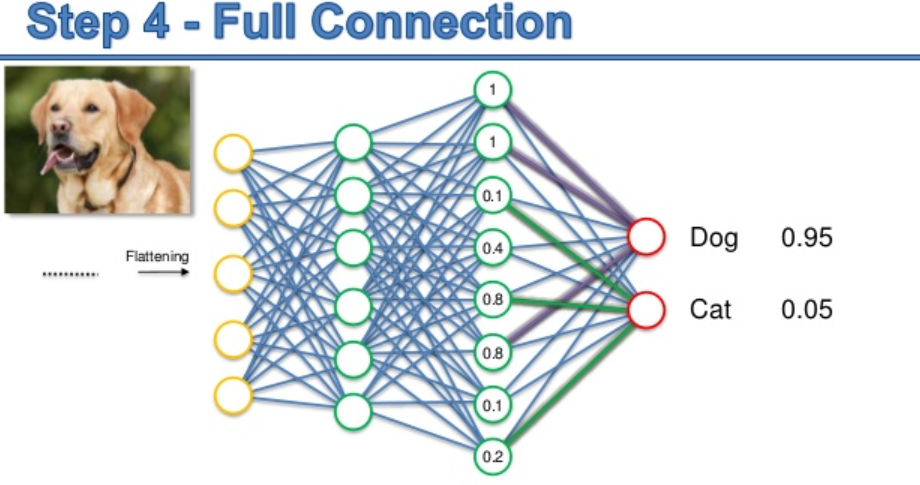 Step 4 - Full Connection
Flattening
1
1
0.1
0.4
0.8
0.8
0.1
0.2
Dog 0.95
Cat 0.05